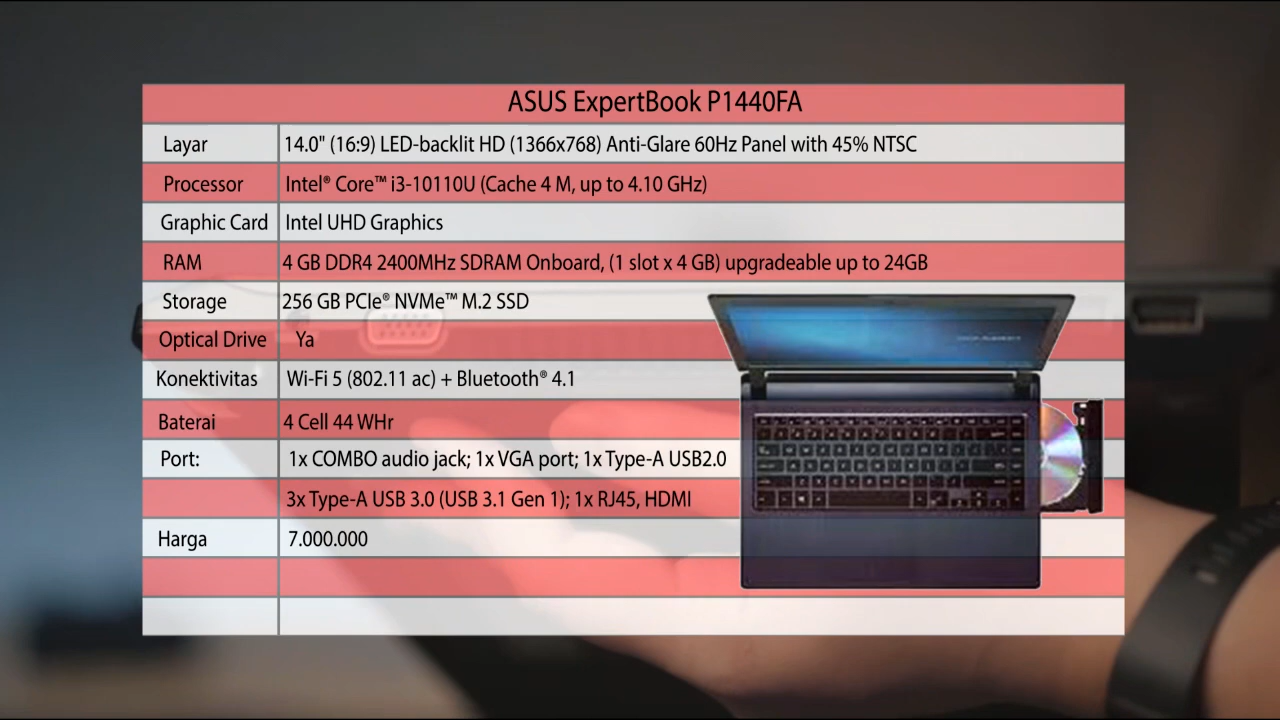 ASUS ExpertBook P1440FA
Layar 14.0" (16:9) LED-backlit HD (1366x768) Anti-Glare 60Hz Panel with 45% NTSC
Processor Intel® Core™ i3-10110U (Cache 4 M, up to 4.10 GHz)
Graphic Card Intel UHD Graphics
RAM 4 GB DDR4 2400MHz SDRAM Onboard, (1 slot x 4 GB) upgradeable up to 24GB
Storage 256 GB PCIe® NVMe™ M.2 SSD
Optical Drive Ya
Konektivitas Wi-Fi 5 (802.11 ac) + Bluetooth® 4.1
Baterai 4 Cell 44 WHr
Port: 1x COMBO audio jack; 1x VGA port; 1x Type-A USB2.0
3x Type-A USB 3.0 (USB 3.1 Gen 1); 1x RJ45, HDMI
Harga 7.000.000